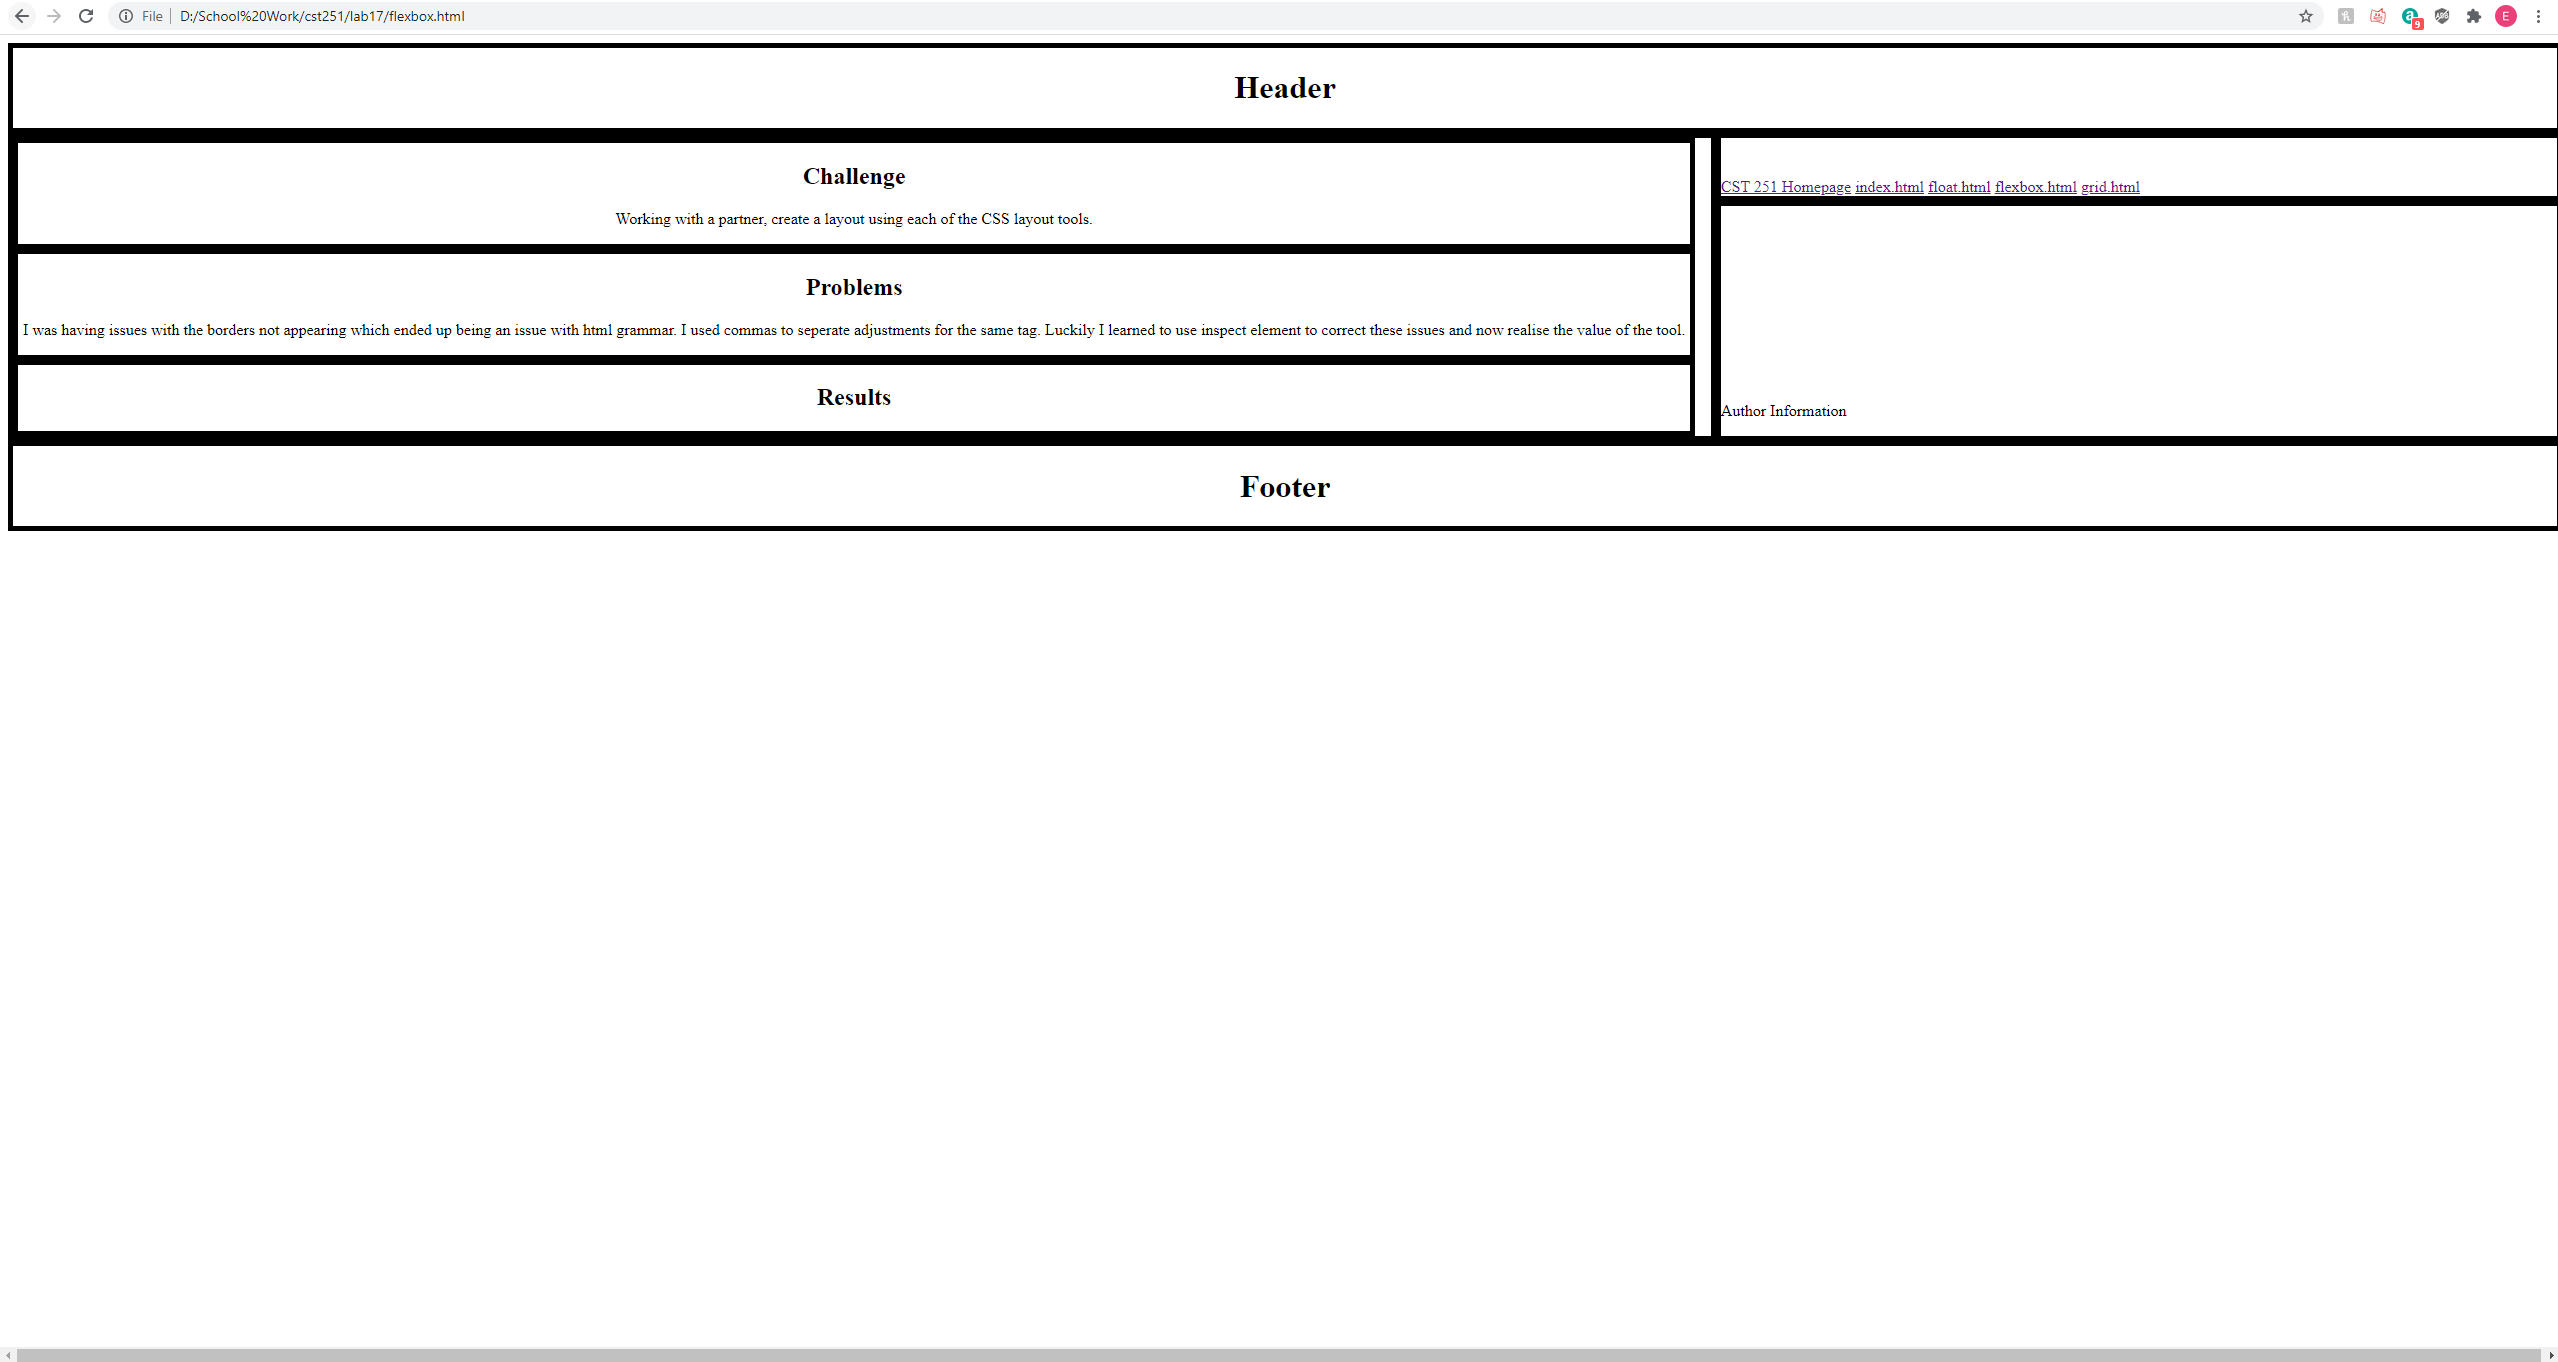 File | D:/School%20Work/cst251/lab17/flexbox.html
9
E
Header
Challenge
Working with a partner, create a layout using each of the CSS layout tools.
Problems
I was having issues with the borders not appearing which ended up being an issue with html grammar. I used commas to seperate adjustments for the same tag. Luckily I learned to use inspect element to correct these issues and now realise the value of the tool.
Results
CST 251 Homepage index.html float.html flexbox.html grid.html
Author Information
Footer